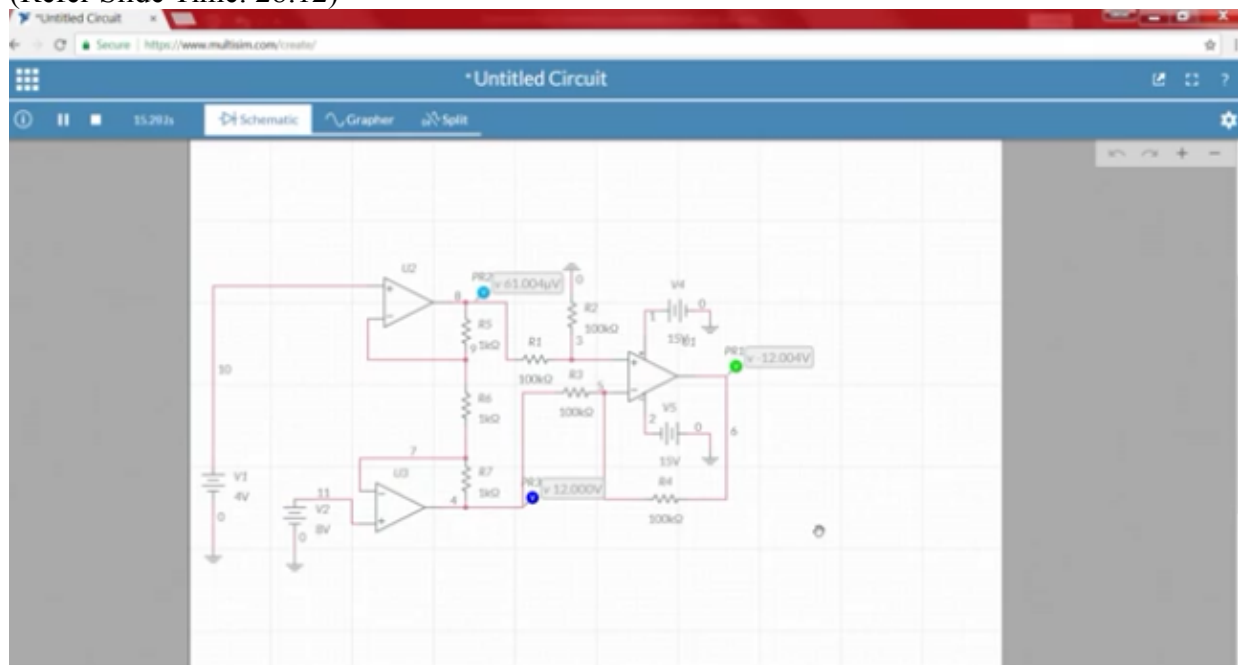 (Refer Slide Time: 28:12)
*Untitled Circuit
Secure https://www.multisim.com/create/
*Untitled Circuit
Schematic Grapher Split
U2
8
PR2 v:61.004µV
0
V4
R5
1kΩ
9
R2
100kΩ
3
1
0
15V
U1
R1
100kΩ
PR1 v:-12.004V
10
R3
100kΩ
5
R6
1kΩ
2
V5
0
15V
6
7
V1
4V
0
U3
R7
1kΩ
4
PR3 v:12.000V
R4
100kΩ
11
V2
8V
0